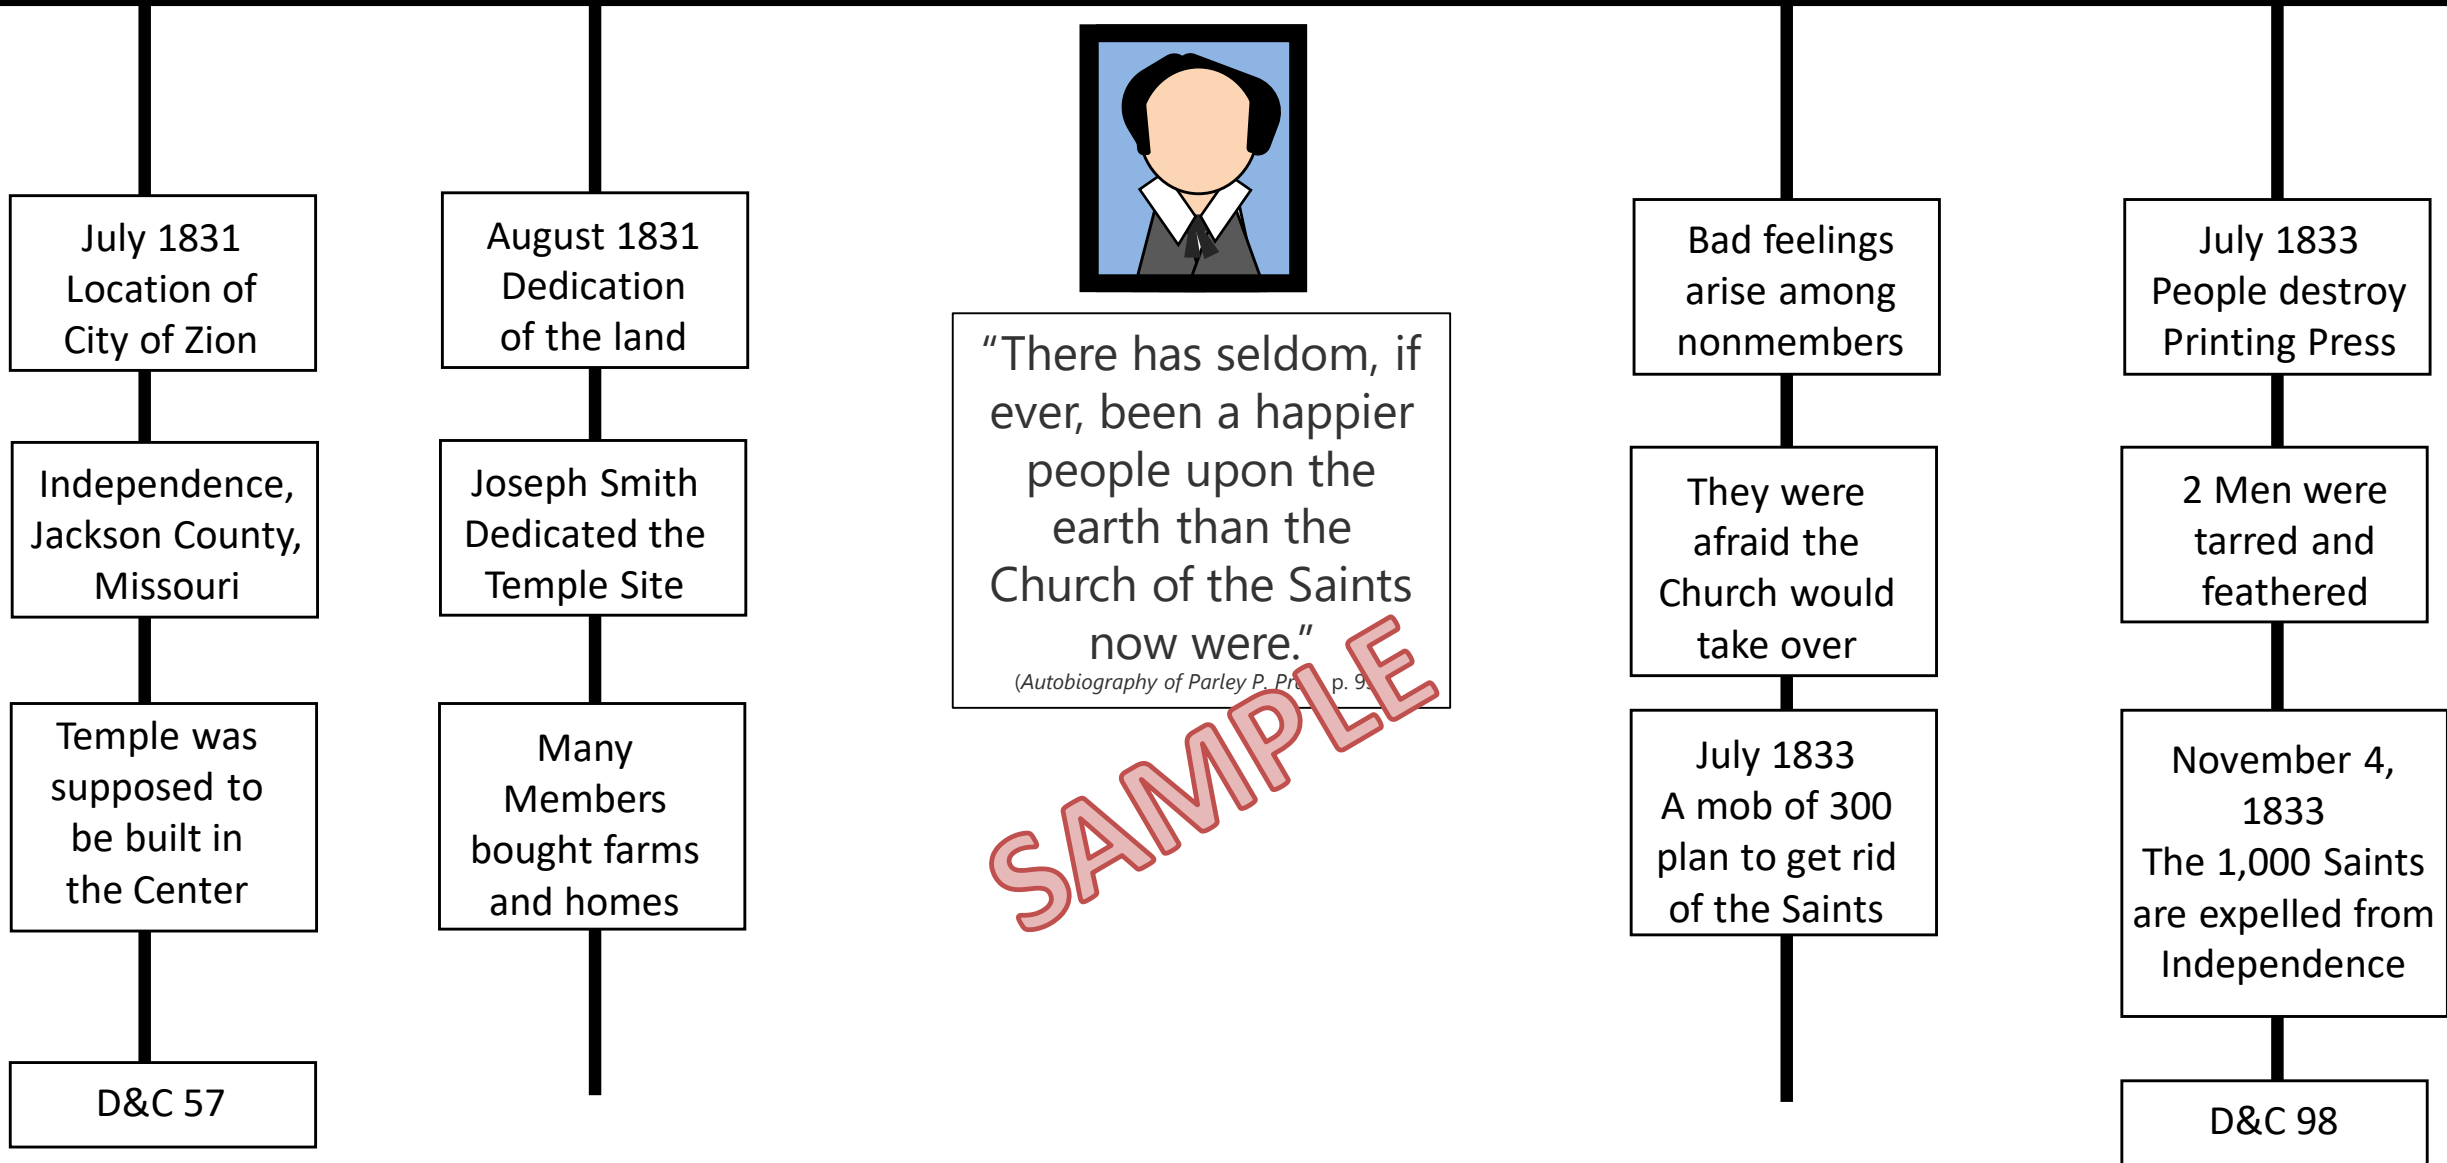 July 1831
Location of
City of Zion
Independence,
Jackson County,
Missouri
Temple was
supposed to
be built in
the Center
D&C 57
August 1831
Dedication
of the land
Joseph Smith
Dedicated the
Temple Site
Many
Members
bought farms
and homes
“There has seldom, if
ever, been a happier
people upon the
earth than the
Church of the Saints
now were.”
(Autobiography of Parley P. p.
SAMPLE
Bad feelings
arise among
nonmembers
They were
afraid the
Church would
take over
July 1833
A mob of 300
plan to get rid
of the Saints
July 1833
People destroy
Printing Press
2 Men were
tarred and
feathered
November 4,
1833
The 1,000 Saints
are expelled from
Independence
D&C 98